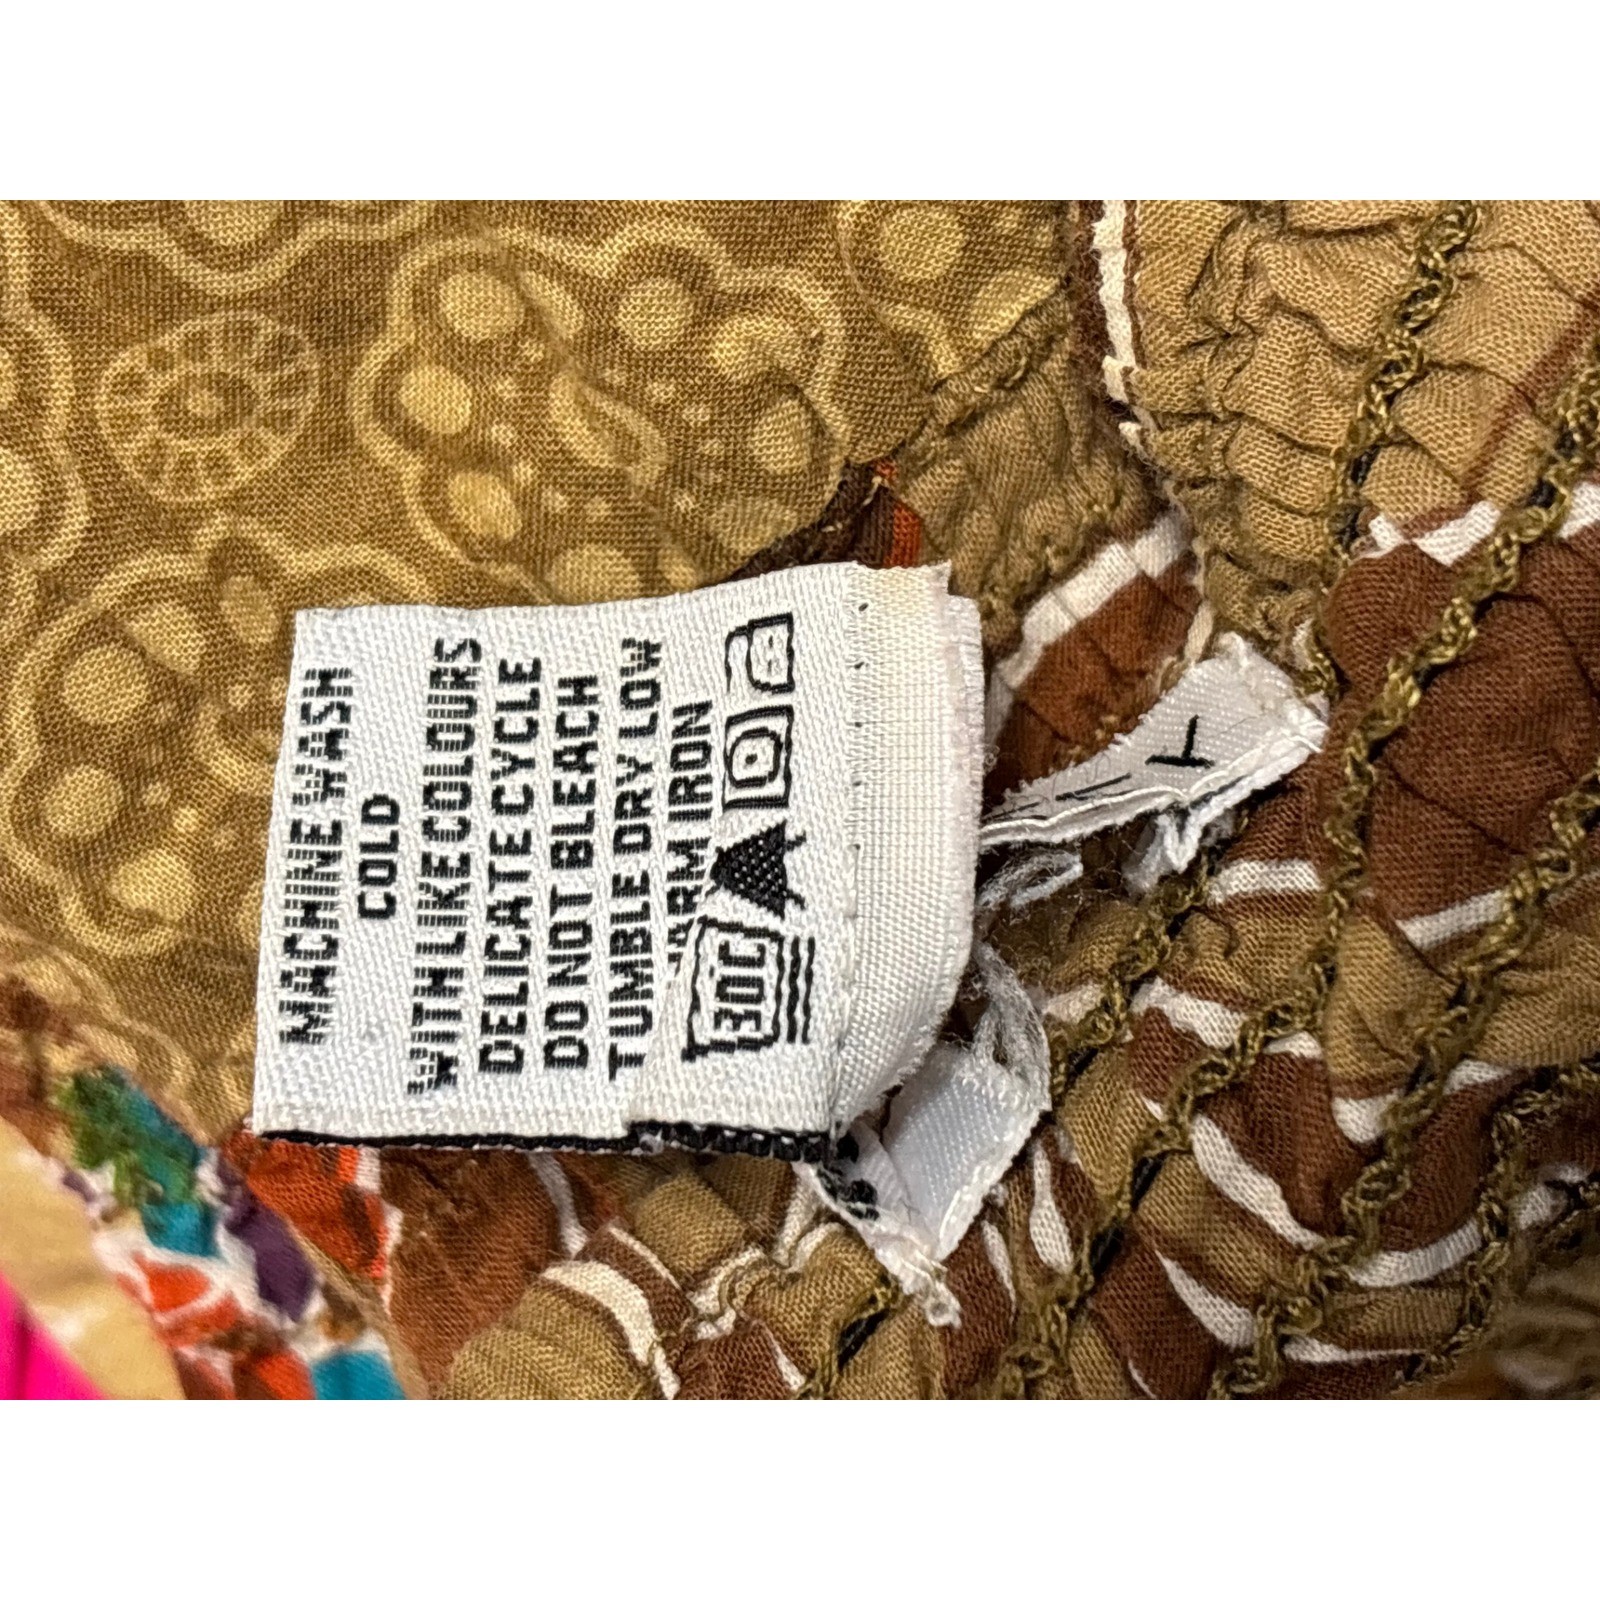 MACHINE WASH
COLD
WITH LIKE COLOURS
DELICATE CYCLE
DO NOT BLEACH
TUMBLE DRY LOW
WARM IRON
30C